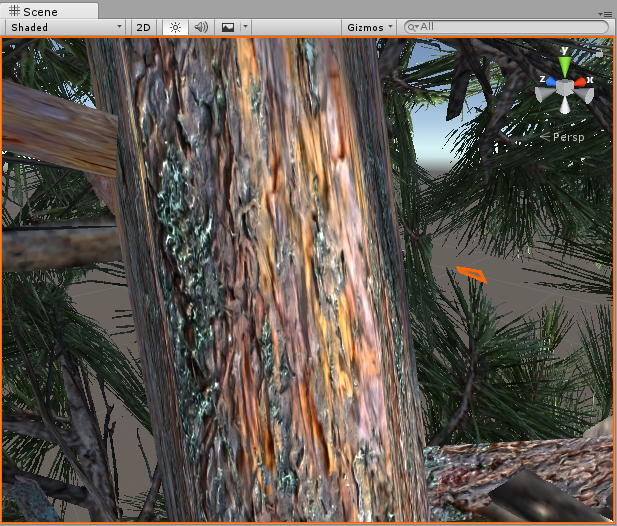 Scene
Shaded 2D Gizmos All
y
z x
Persp